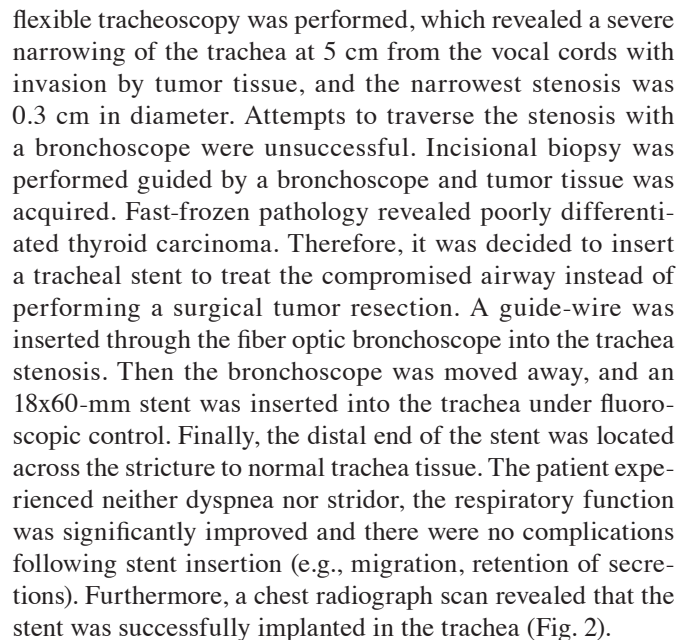 flexible tracheoscopy was performed, which revealed a severe
narrowing of the trachea at 5 cm from the vocal cords with
invasion by tumor tissue, and the narrowest stenosis was
0.3 cm in diameter. Attempts to traverse the stenosis with
a bronchoscope were unsuccessful. Incisional biopsy was
performed guided by a bronchoscope and tumor tissue was
acquired. Fast-frozen pathology revealed poorly differenti-
ated thyroid carcinoma. Therefore, it was decided to insert
a tracheal stent to treat the compromised airway instead of
performing a surgical tumor resection. A guide-wire was
inserted through the fiber optic bronchoscope into the trachea
stenosis. Then the bronchoscope was moved away, and an
18x60-mm stent was inserted into the trachea under fluoro-
scopic control. Finally, the distal end of the stent was located
across the stricture to normal trachea tissue. The patient expe-
rienced neither dyspnea nor stridor, the respiratory function
was significantly improved and there were no complications
following stent insertion (e.g., migration, retention of secre-
tions). Furthermore, a chest radiograph scan revealed that the
stent was successfully implanted in the trachea (Fig. 2).